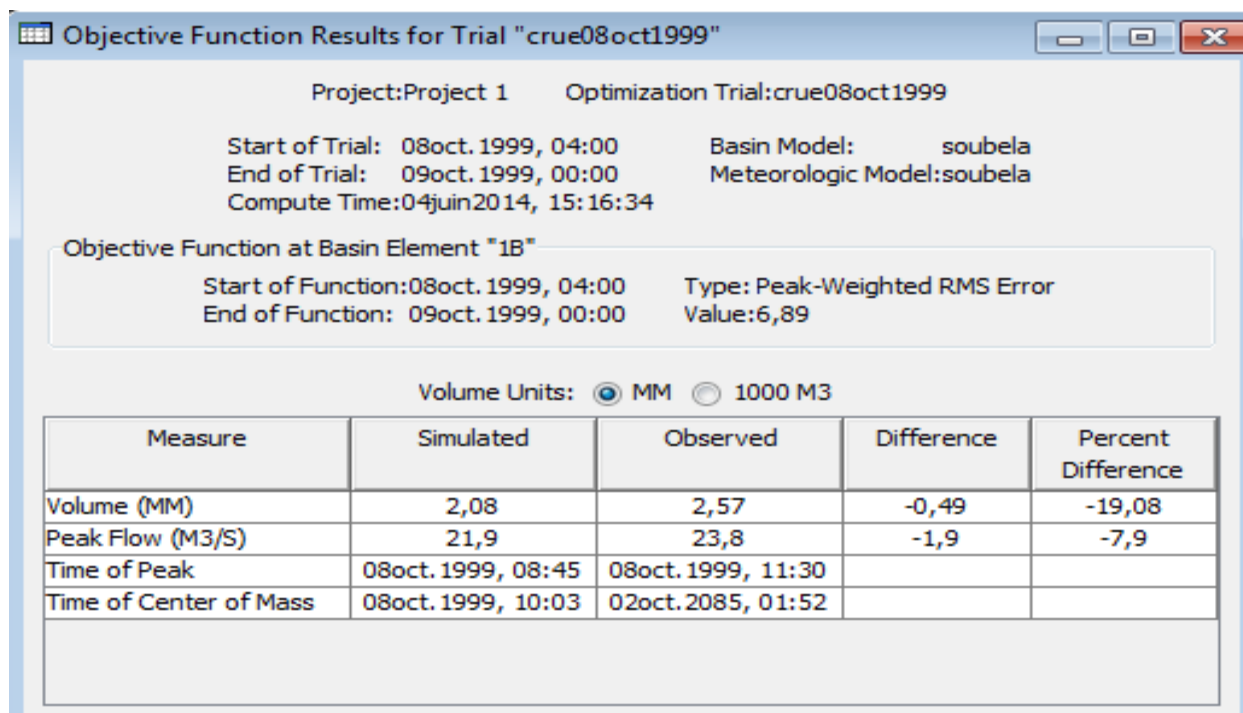 Objective Function Results for Trial "crue08oct1999"
Project:Project 1 Optimization Trial:crue08oct1999
Start of Trial: 08oct.1999, 04:00 Basin Model: soubela
End of Trial: 09oct.1999, 00:00 Meteorologic Model:soubela
Compute Time:04juin2014, 15:16:34
Objective Function at Basin Element "1B"
Start of Function:08oct.1999, 04:00 Type: Peak-Weighted RMS Error
End of Function: 09oct.1999, 00:00 Value:6,89
Volume Units: MM 1000 M3
Measure Simulated Observed Difference Percent Difference
Volume (MM) 2,08 2,57 -0,49 -19,08
Peak Flow (M3/S) 21,9 23,8 -1,9 -7,9
Time of Peak 08oct.1999, 08:45 08oct.1999, 11:30
Time of Center of Mass 08oct.1999, 10:03 02oct.2085, 01:52